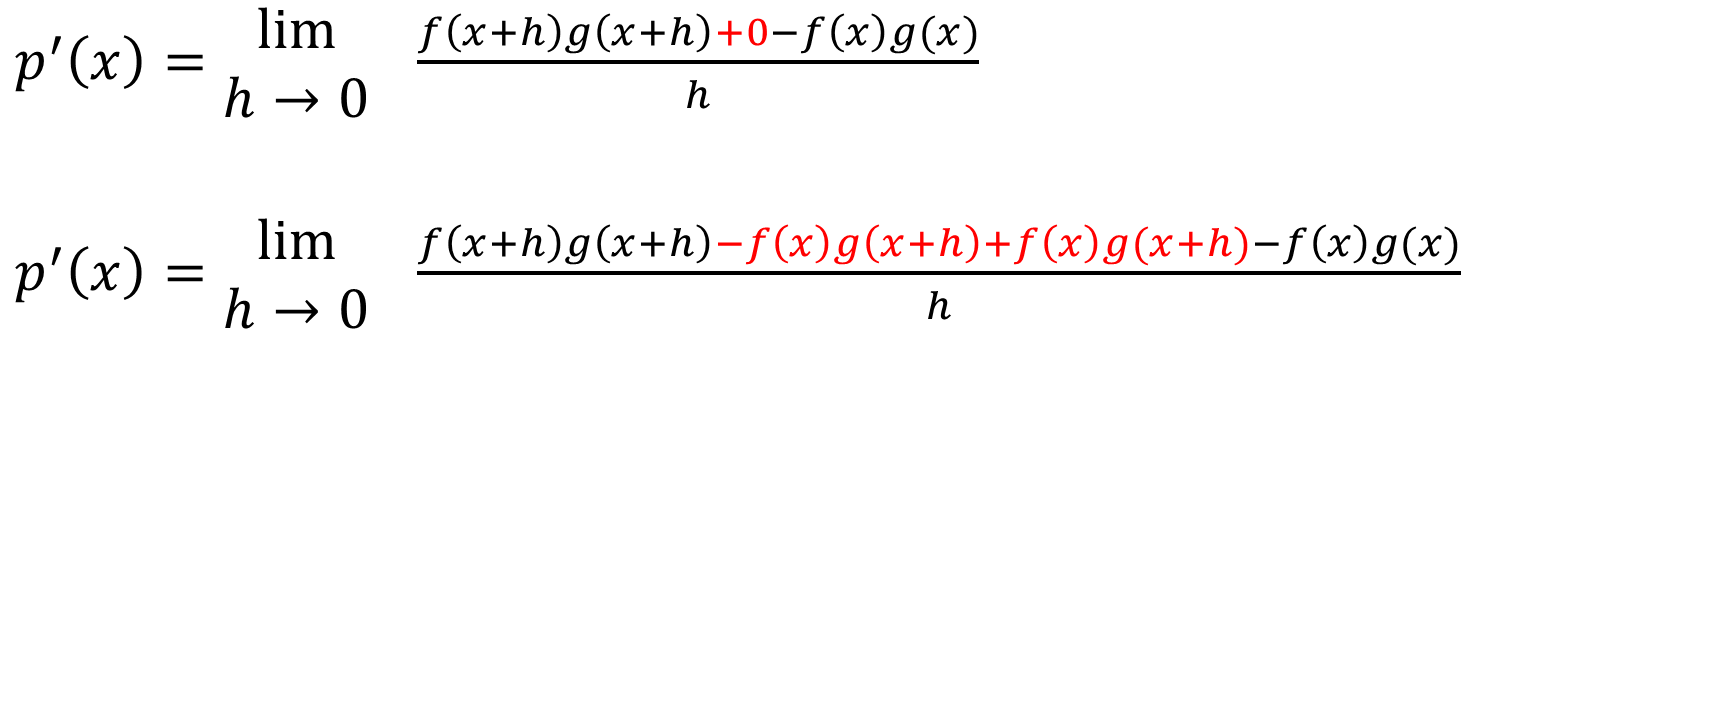 p′(x) = lim h → 0 f(x+h)g(x+h)+0−f(x)g(x) / h
p′(x) = lim h → 0 f(x+h)g(x+h)−f(x)g(x+h)+f(x)g(x+h)−f(x)g(x) / h